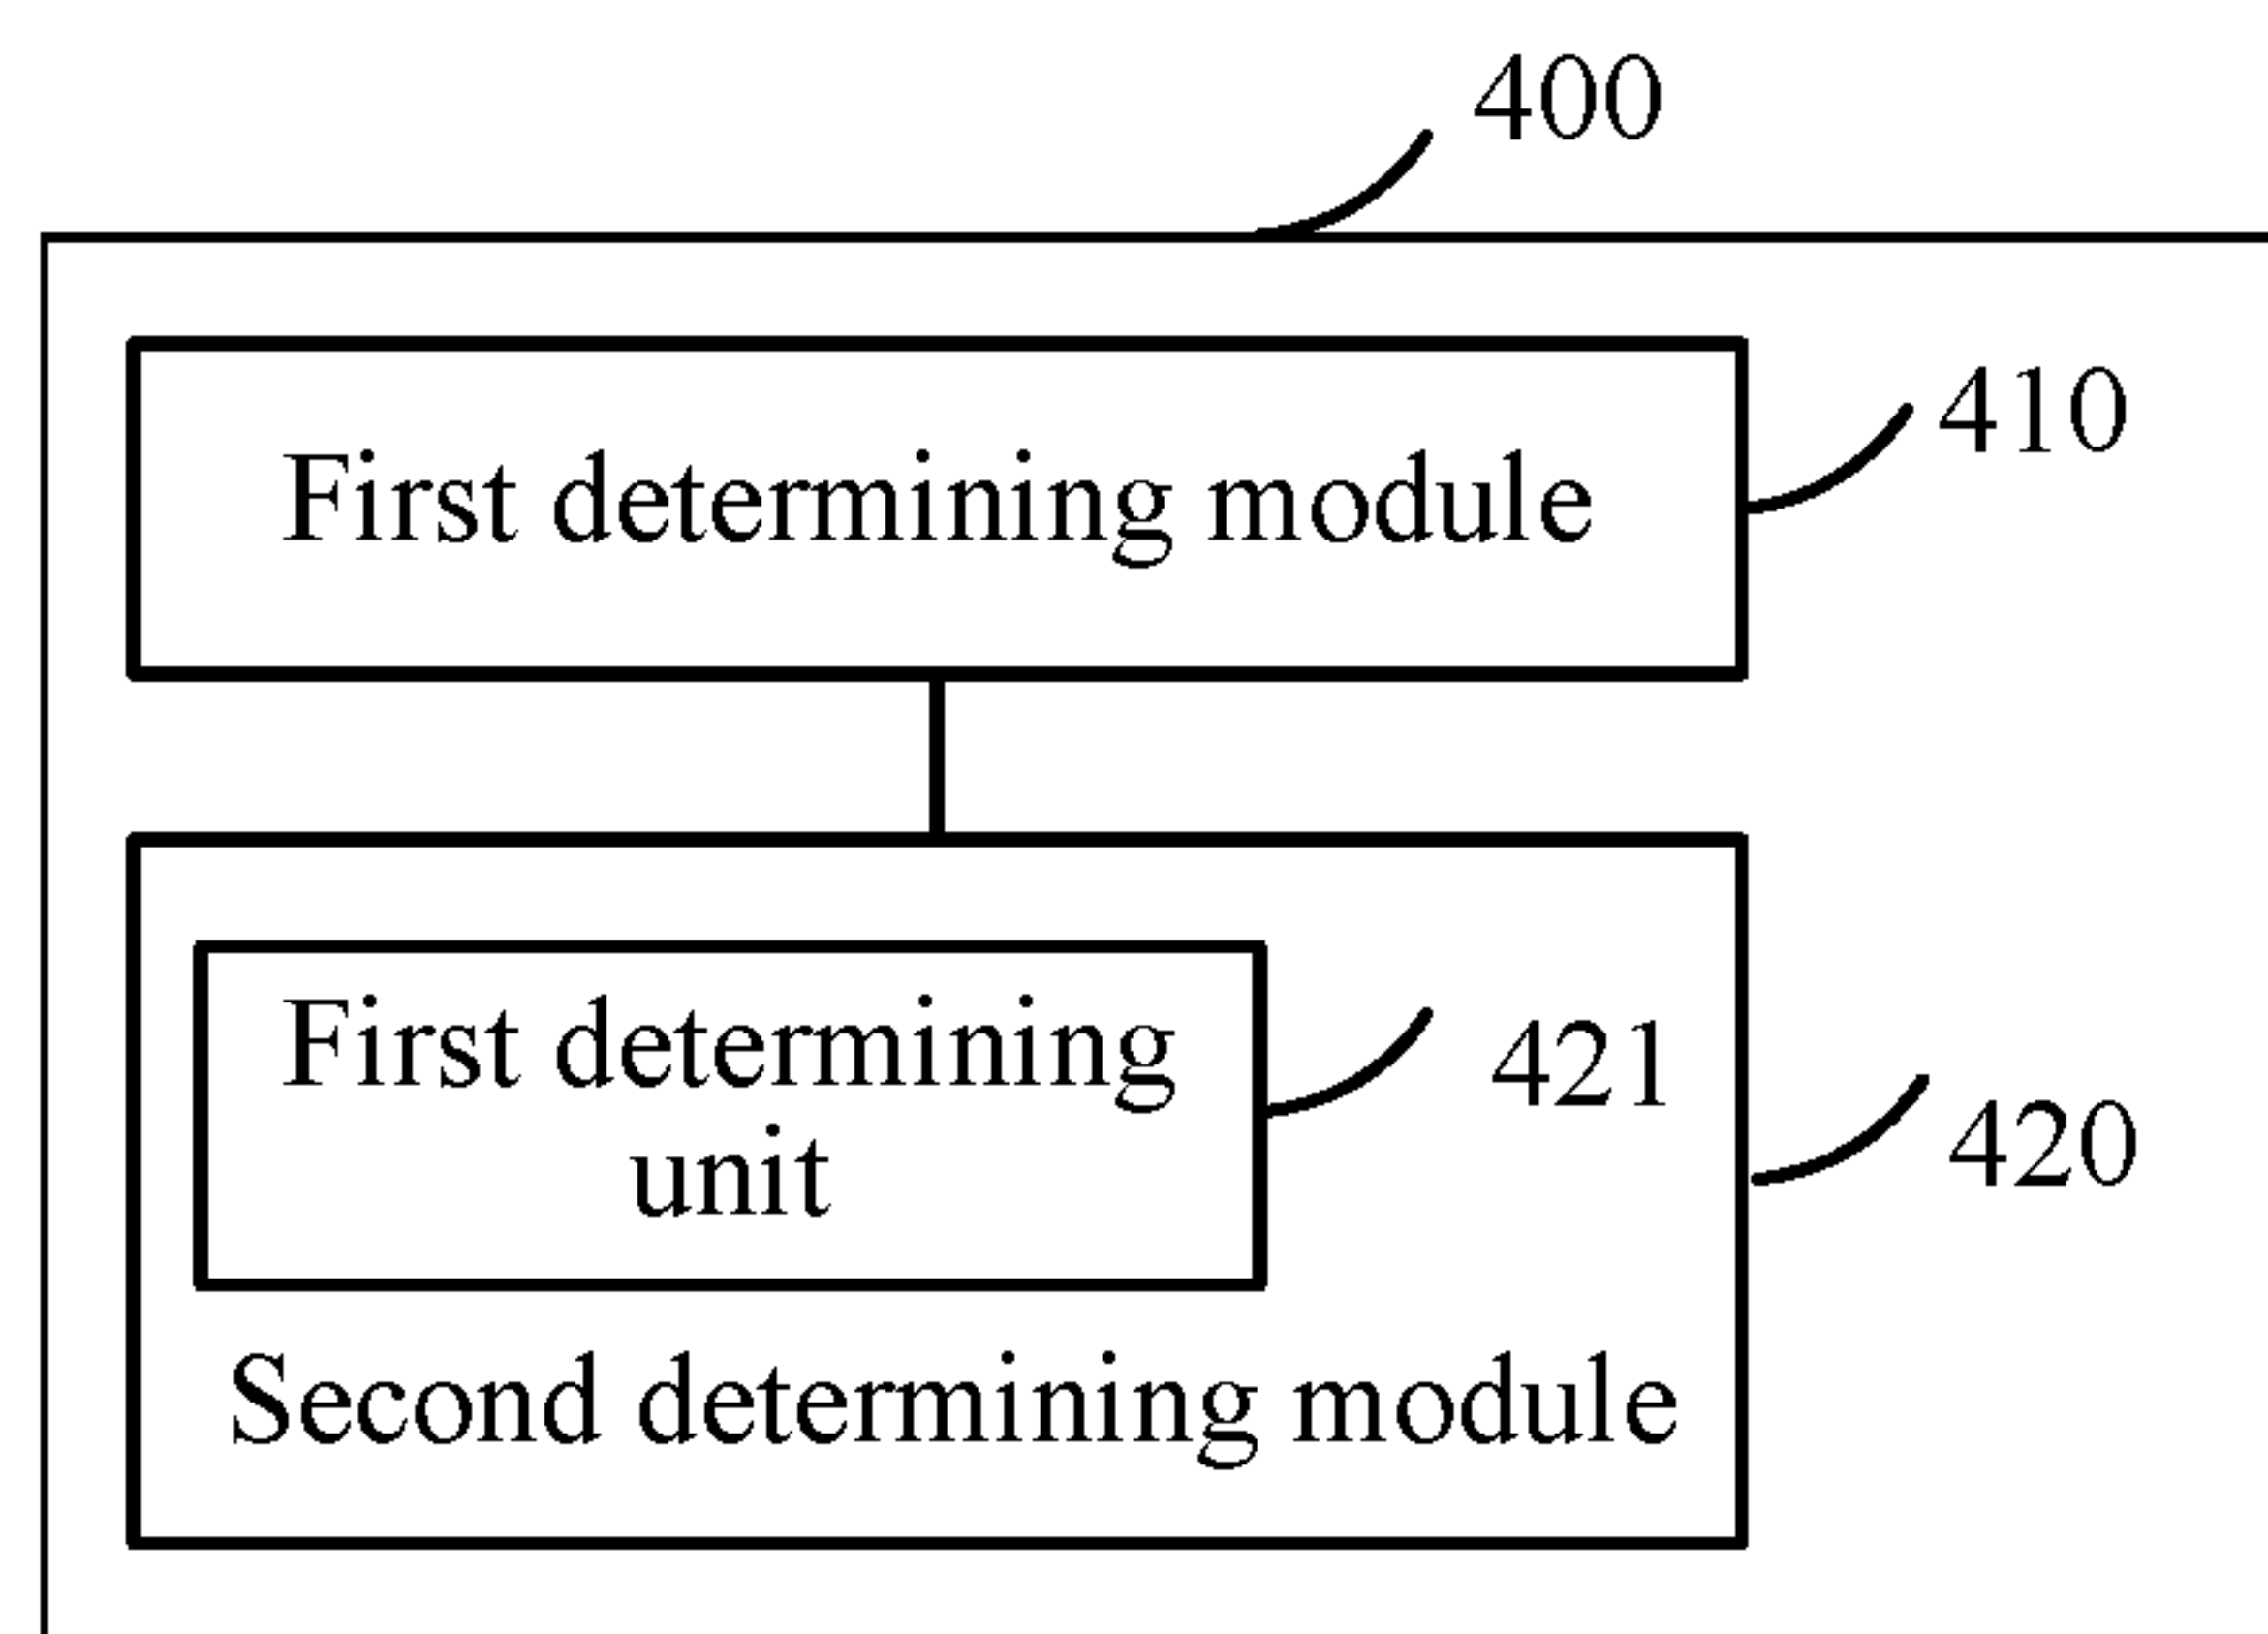 400
First determining module
410
First determining
unit
421
420
Second determining module